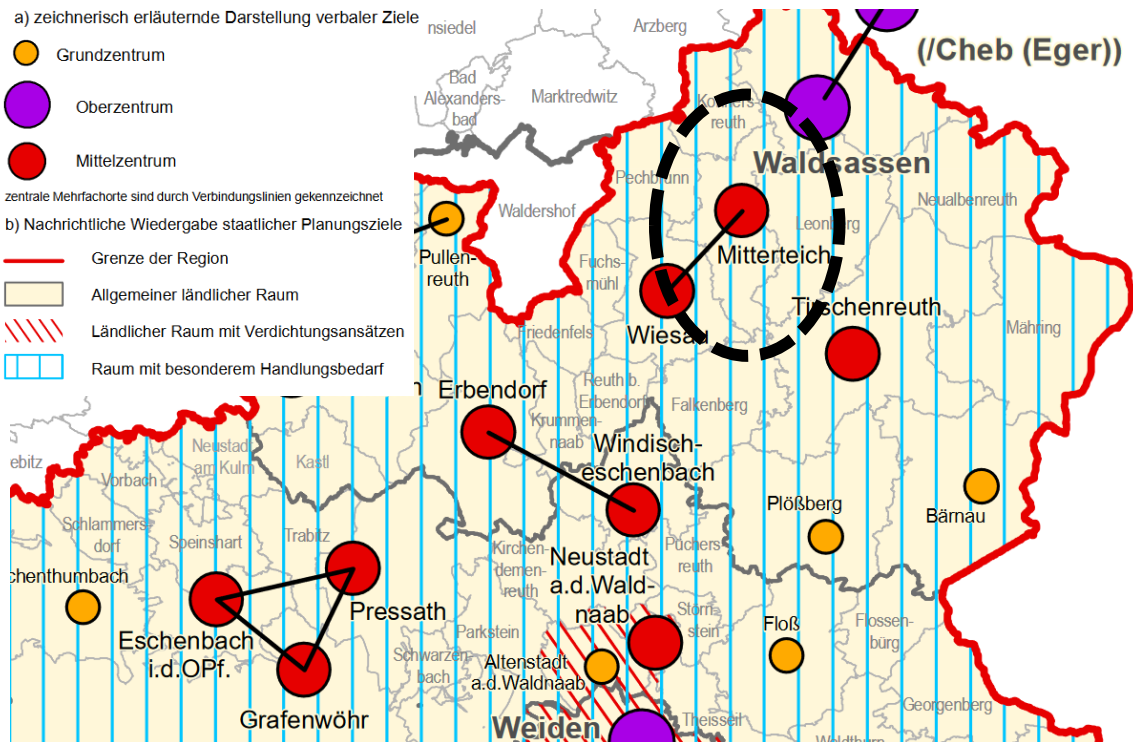 a) zeichnerisch erläuternde Darstellung verbaler Ziele
Grundzentrum
Oberzentrum
Mittelzentrum
zentrale Mehrfachorte sind durch Verbindungslinien gekennzeichnet
b) Nachrichtliche Wiedergabe staatlicher Planungsziele
Grenze der Region
Allgemeiner ländlicher Raum
Ländlicher Raum mit Verdichtungsansätzen
Raum mit besonderem Handlungsbedarf
nsiedel
Arzberg
(/Cheb (Eger))
Bad
Alexanders-
bad
Marktredwitz
reuth
Waldsassen
Pechbrunn
Neualbenreuth
Waldershof
Leonberg
Pullen-
reuth
Mitterteich
Fuchs-
mühl
Wiesau
Tirschenreuth
Friedenfels
Mähring
Erbendorf
Reuth b.
Erbendorf
Falkenberg
Krummen-
naab
Windisch-
eschenbach
Neustadt
am Kulm
Kastl
ebitz
Vorbach
Plößberg
Bärnau
Schlammers-
dorf
Speinshart
Trabitz
Kirchen-
demen-
reuth
Neustadt
a.d.Wald-
naab
Püchers-
reuth
chenthumbach
Pressath
Störn-
stein
Floß
Flossen-
bürg
Eschenbach
i.d.OPf.
Parkstein
Schwarzen-
bach
Altenstadt
a.d.Waldnaab
Grafenwöhr
Weiden
Theisseil
Georgenberg
Waldthurn